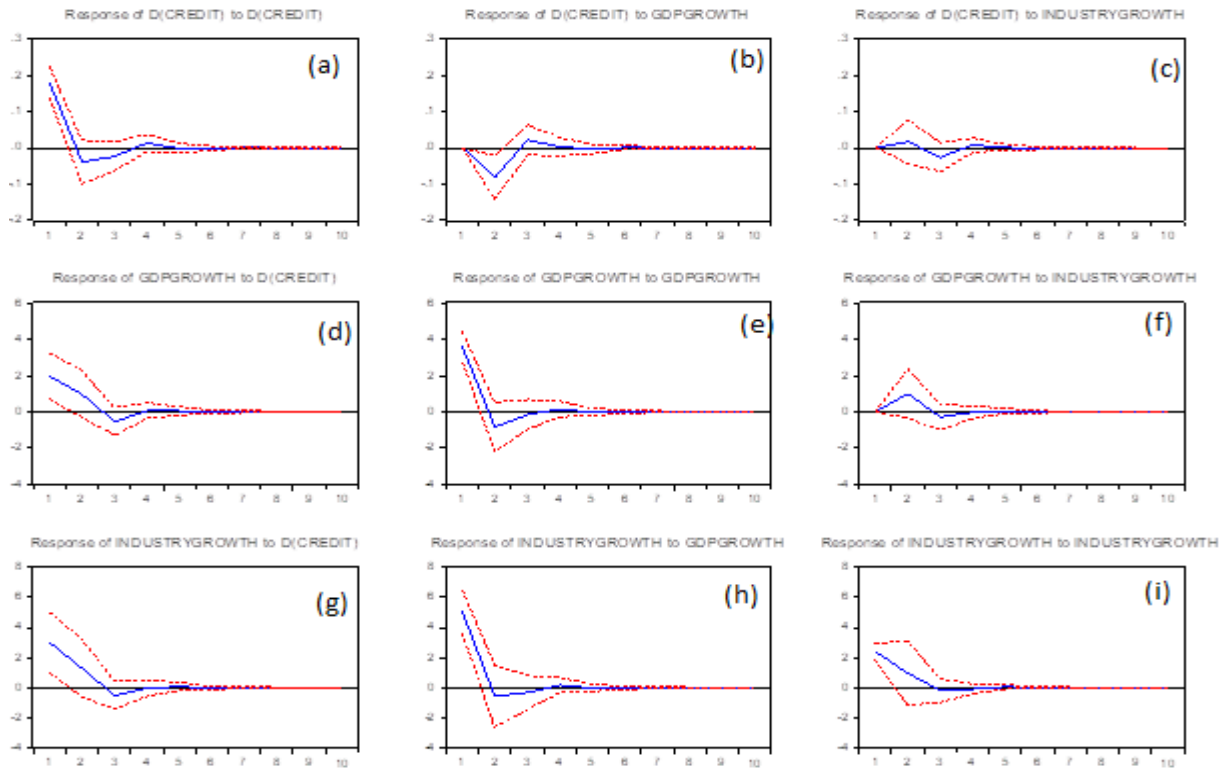 Response of D(CREDIT) to D(CREDIT)
Response of D(CREDIT) to GDPGROWTH
Response of D(CREDIT) to INDUSTRYGROWTH
.3 .3 .3
.2 .2 .2
.1 .1 .1
.0 .0 .0
-.1 -.1 -.1
-.2 -.2 -.2
(a) (b) (c)
1 2 3 4 5 6 7 8 9 10
1 2 3 4 5 6 7 8 9 10
1 2 3 4 5 6 7 8 9 10
Response of GDPGROWTH to D(CREDIT)
Response of GDPGROWTH to GDPGROWTH
Response of GDPGROWTH to INDUSTRYGROWTH
6 6 6
4 4 4
2 2 2
0 0 0
-2 -2 -2
-4 -4 -4
(d) (e) (f)
1 2 3 4 5 6 7 8 9 10
1 2 3 4 5 6 7 8 9 10
1 2 3 4 5 6 7 8 9 10
Response of INDUSTRYGROWTH to D(CREDIT)
Response of INDUSTRYGROWTH to GDPGROWTH
Response of INDUSTRYGROWTH to INDUSTRYGROWTH
8 8 8
6 6 6
4 4 4
2 2 2
0 0 0
-2 -2 -2
-4 -4 -4
(g) (h) (i)
1 2 3 4 5 6 7 8 9 10
1 2 3 4 5 6 7 8 9 10
1 2 3 4 5 6 7 8 9 10